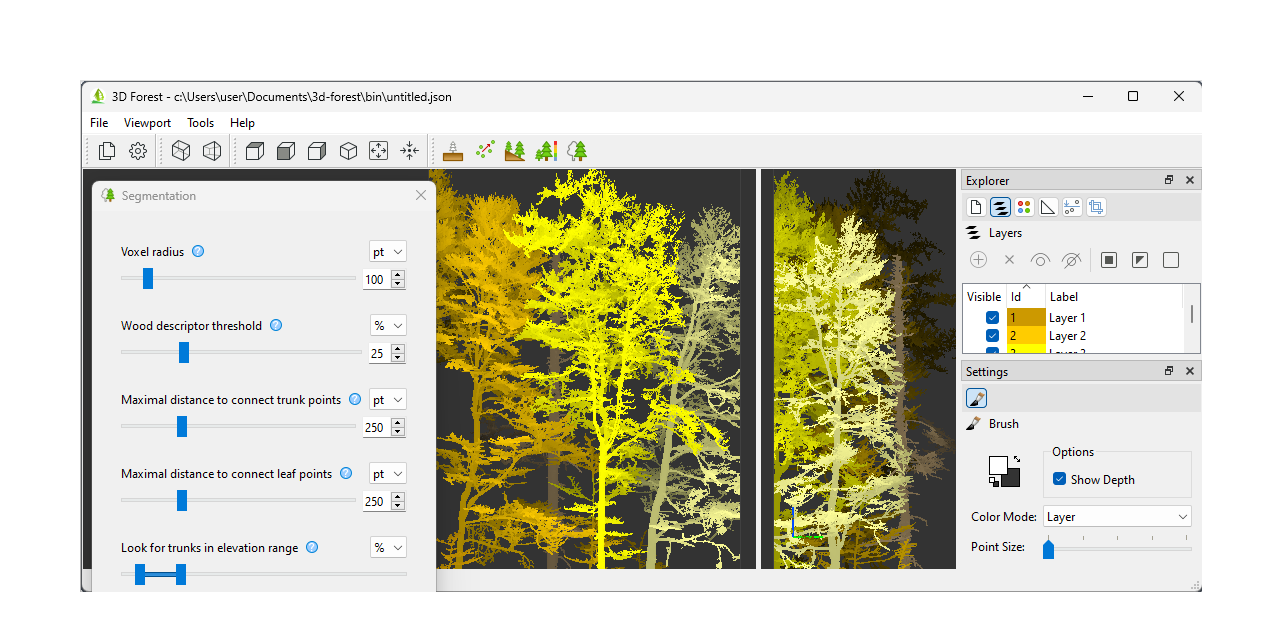 3D Forest - c:\Users\user\Documents\3d-forest\bin\untitled.json
File Viewport Tools Help
Segmentation
Voxel radius ? pt
100
Wood descriptor threshold ? %
25
Maximal distance to connect trunk points ? pt
250
Maximal distance to connect leaf points ? pt
250
Look for trunks in elevation range ? %
Explorer
Layers
Visible Id Label
1 Layer 1
2 Layer 2
Settings
Brush
Options
Show Depth
Color Mode: Layer
Point Size: